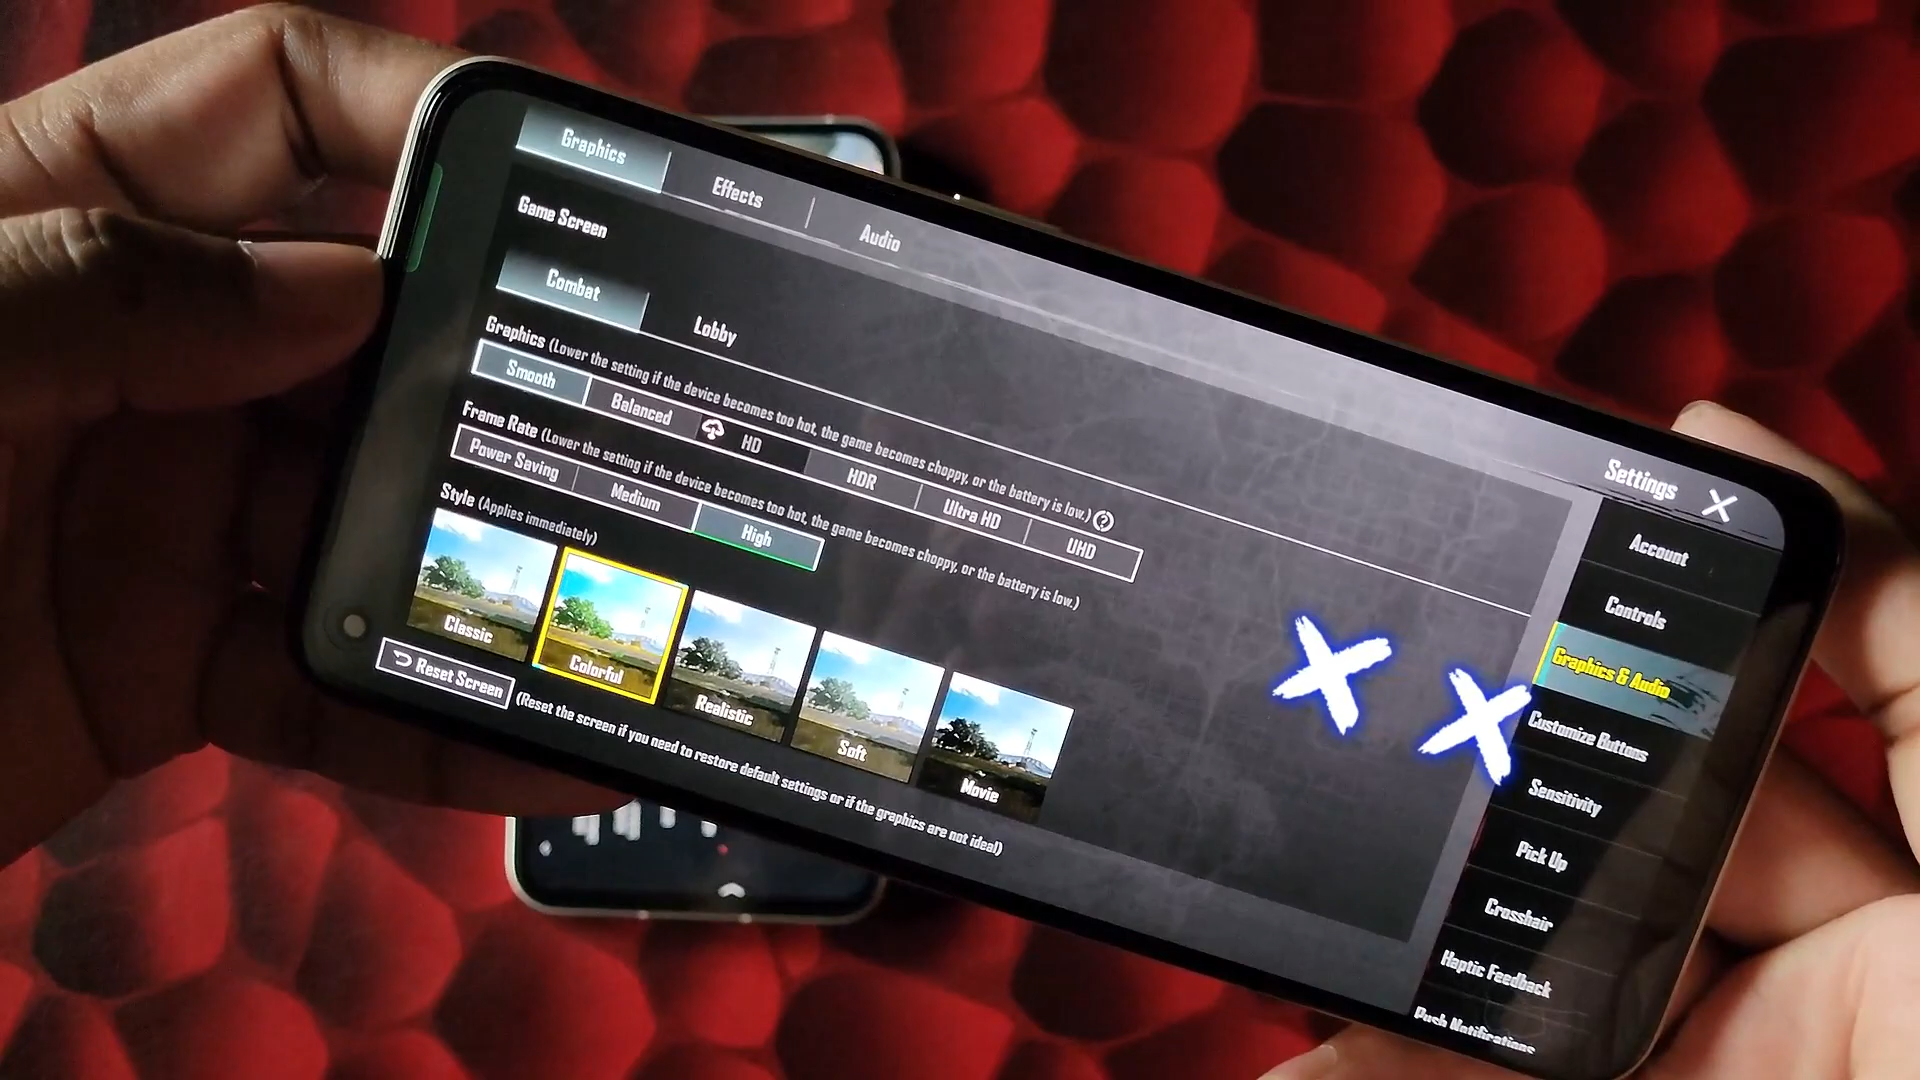 Graphics Effects Audio
Game Screen
Combat Lobby
Graphics (Lower the setting if the device becomes too hot, the game becomes choppy, or the battery is low.) ?
Smooth Balanced HD HDR Ultra HD UHD
Frame Rate (Lower the setting if the device becomes too hot, the game becomes choppy, or the battery is low.)
Power Saving Medium High
Style (Applies immediately)
Classic Colorful Realistic Soft Movie
Reset Screen (Reset the screen if you need to restore default settings or if the graphics are not ideal)
Settings
Account
Controls
Graphics & Audio
Customize Buttons
Sensitivity
Pick Up
Crosshair
Haptic Feedback
Push Notifications